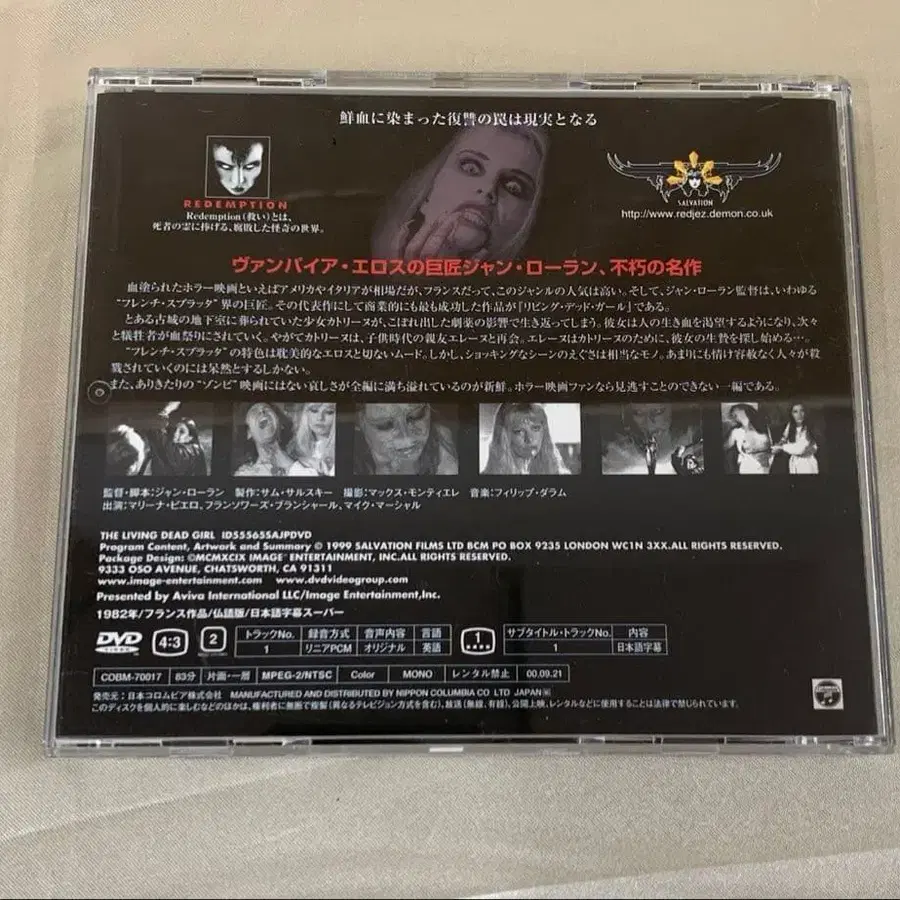 鮮血に染まった復讐の罠は現実となる
REDEMPTION
Redemption(救い)とは、
死者の霊に捧げる、腐敗した怪奇の世界。
SALVATION
http://www.redjez.demon.co.uk
ヴァンパイア・エロスの巨匠ジャン・ローラン、不朽の名作
血塗られたホラー映画といえばアメリカやイタリアが相場だが、フランスだって、このジャンルの人気は高い。そして、ジャン・ローラン監督は、いわゆる
“フレンチ・スプラッタ”界の巨匠。その代表作にして商業的にも最も成功した作品が「リビング・デッド・ガール」である。
とある古城の地下室に葬られていた少女カトリーヌが、こぼれ出した劇薬の影響で生き返ってしまう。彼女は人の生き血を渇望するようになり、次々
と犠牲者が血祭りにされていく。やがてカトリーヌは、子供時代の親友エレーヌと再会。エレーヌはカトリーヌのために、彼女の生贄を探し始める…。
“フレンチ・スプラッタ”の特色は耽美的なエロスと切ないムード。しかし、ショッキングなシーンのえぐさは相当なモノ。あまりにも情け容赦なく人々が殺
戮されていくのには呆然とするしかない。
また、ありきたりの“ゾンビ”映画にはない哀しさが全編に満ち溢れているのが新鮮。ホラー映画ファンなら見逃すことのできない一編である。
監督・脚本:ジャン・ローラン 製作:サム・サルスキー 撮影:マックス・モンティエレ 音楽:フィリップ・ダラム
出演:マリーナ・ピエロ、フランソワーズ・ブランシャール、マイク・マーシャル
THE LIVING DEAD GIRL ID5556SSAJPDVD
Program Content, Artwork and Summary © 1999 SALVATION FILMS LTD BCM PO BOX 9235 LONDON WC1N 3XX.ALL RIGHTS RESERVED.
Package Design: ©MCMXCIX IMAGE ENTERTAINMENT, INC.ALL RIGHTS RESERVED.
9333 OSO AVENUE, CHATSWORTH, CA 91311
www.image-entertainment.com www.dvdvideogroup.com
Presented by Aviva International LLC/Image Entertainment,Inc.
1982年/フランス作品/仏語版/日本語字幕スーパー
DVD VIDEO 4:3 2 トラックNo. 録音方式 音声内容 言語 1 サブタイトル・トラックNo. 内容
1 リニアPCM オリジナル 英語 1 日本語字幕
COBM-70017 83分 片面・一層 MPEG-2/NTSC Color MONO レンタル禁止 00.09.21
発売元:日本コロムビア株式会社 MANUFACTURED AND DISTRIBUTED BY NIPPON COLUMBIA CO LTD JAPAN
このディスクを個人的に楽しむなどのほかは、権利者に無断で複製(異なるテレビジョン方式を含む)、放送(無線、有線)、公開上映、レンタルなどに使用することは法律で禁じられています。